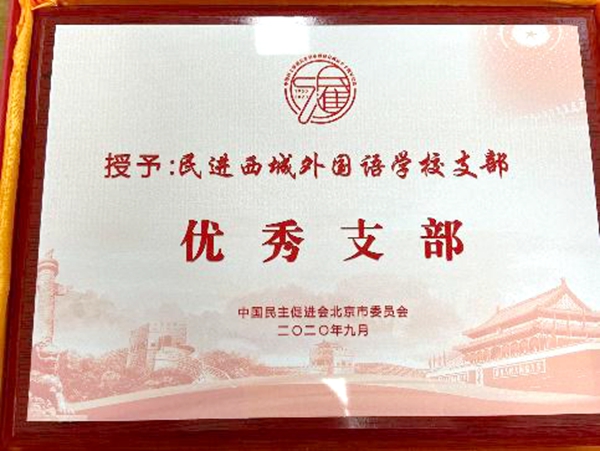 授予:民进西城外国语学校支部
优秀支部
中国民主促进会北京市委员会
二〇二〇年九月